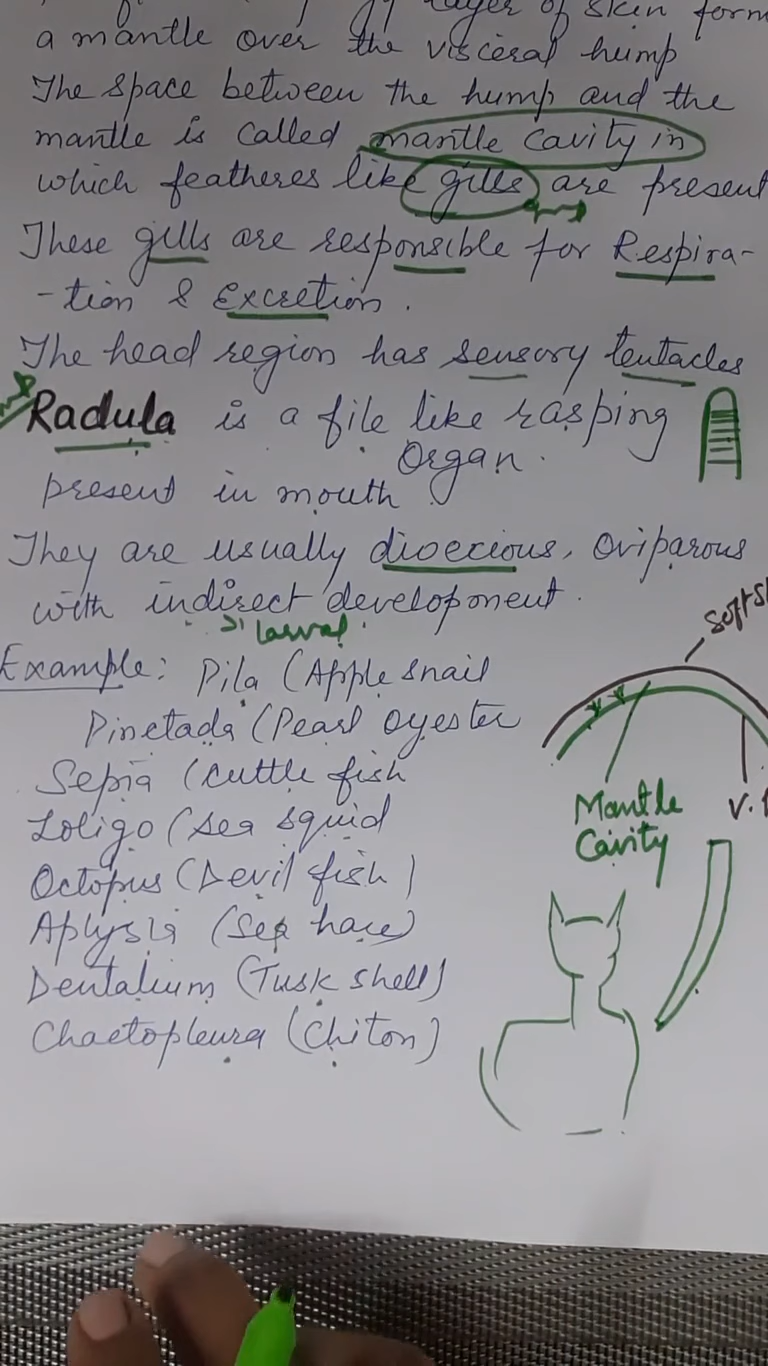 layer of skin form
a mantle over the visceral hump
The space between the hump and the
mantle is called mantle cavity in
which featheres like gills are present
These gills are responsible for Respira-
-tion & Excretion.
The head region has sensory tentacles
Radula is a file like rasping
Organ.
present in mouth
They are usually dioecious, oviparous
with indirect development.
larval
Example: Pila (Apple snail
Pinctada (Pearl oyester
Sepia (Cuttle fish
Loligo (Sea squid
Octopus (Devil fish)
Aplysia (Sea hare)
Dentalium (Tusk shell)
Chaetopleura (Chiton)
Mantle
Cavity
V.